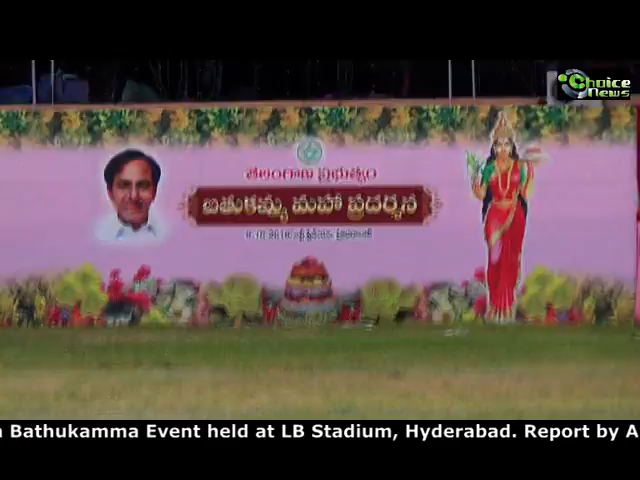 Choice
News
తెలంగాణ ప్రభుత్వం
బతుకమ్మ మహా ప్రదర్శన
Bathukamma Event held at LB Stadium, Hyderabad. Report by A